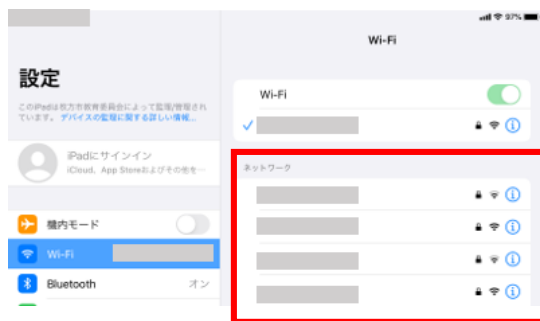 97%
Wi-Fi
設定
このiPadは枚方市教育委員会によって監理/管理され
ています。デバイスの監理に関する詳しい情報...
iPadにサインイン
iCloud、App Storeおよびその他を…
機内モード
Wi-Fi
Bluetooth
オン
Wi-Fi
ネットワーク